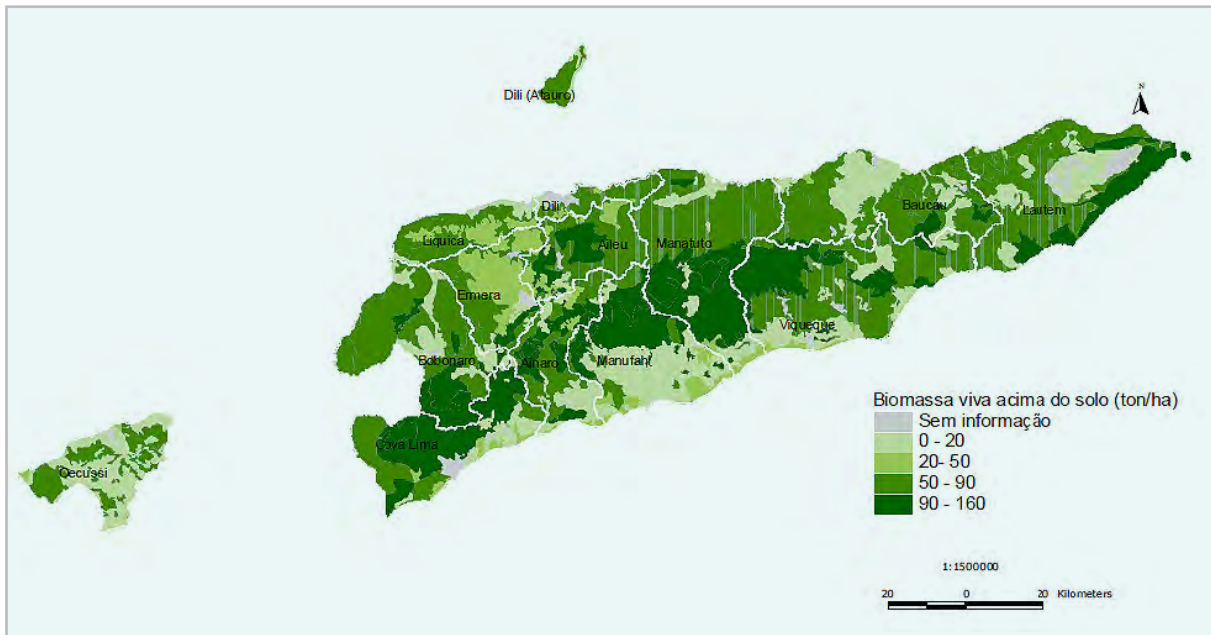 Dili (Atauro)
N
Dili
Baucau
Lautem
Liquica
Aileu
Manatuto
Ermera
Viqueque
Bobonaro
Ainaro
Manufahi
Cova Lima
Oecussi
Biomassa viva acima do solo (ton/ha)
Sem informação
0 - 20
20- 50
50 - 90
90 - 160
1:1500000
20 0 20 Kilometers